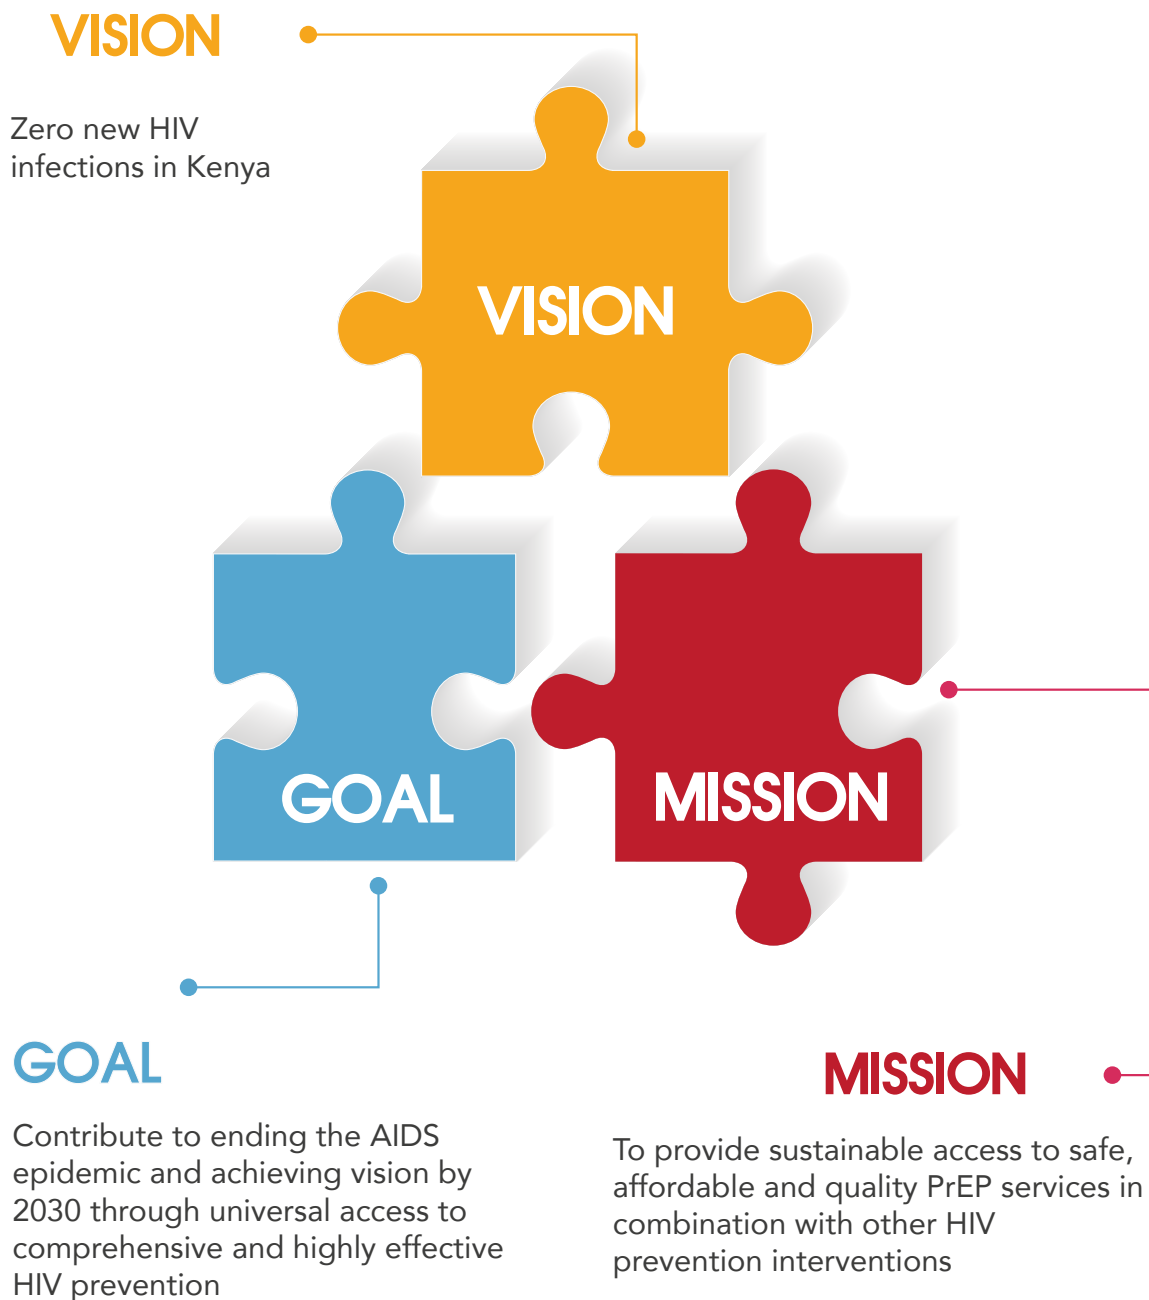 VISION
Zero new HIV
infections in Kenya
VISION
GOAL
MISSION
GOAL
Contribute to ending the AIDS
epidemic and achieving vision by
2030 through universal access to
comprehensive and highly effective
HIV prevention
MISSION
To provide sustainable access to safe,
affordable and quality PrEP services in
combination with other HIV
prevention interventions